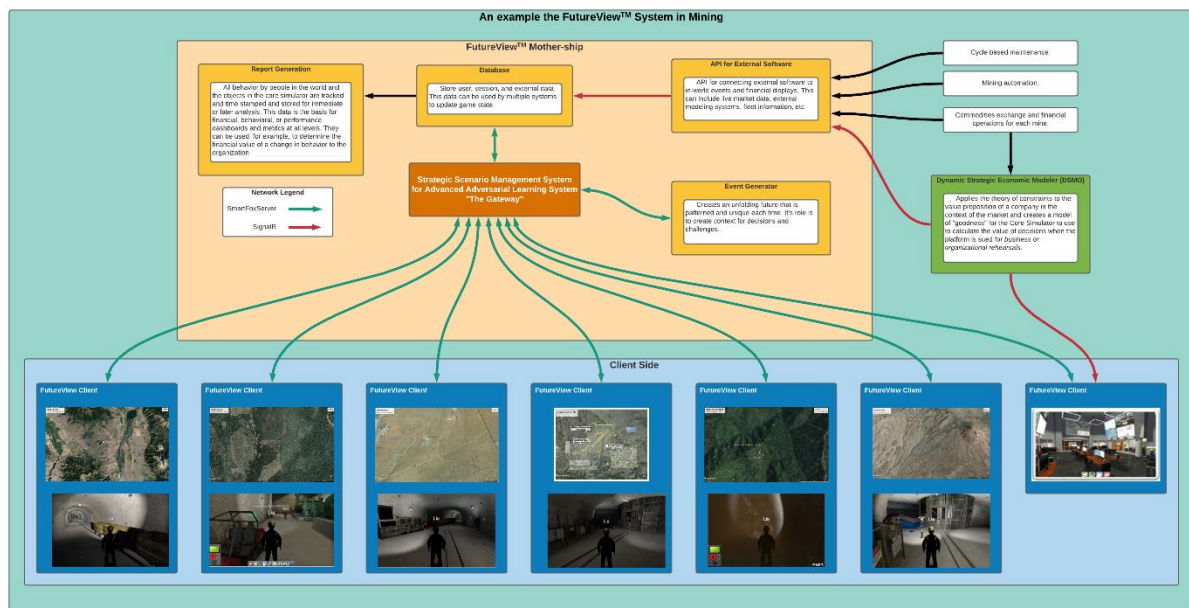 An example the FutureView™ System in Mining
FutureView™ Mother-ship
Report Generation
All behavior by people in the world and
the objects in the core simulator are tracked
and time stamped and stored for immediate
or later analysis. This data is the basis for
financial, behavioral, or performance
dashboards and metrics at all levels. They
can be used, for example, to determine the
financial value of a change in behavior to the
organization.
Database
Store user, session, and external data.
This data can be used by multiple systems
to update game state.
API for External Software
API for connecting external software to
in-world events and financial displays. This
can include live market data, external
modeling systems, fleet information, etc.
Cycle based maintenance.
Mining automation.
Commodities exchange and financial
operations for each mine.
Strategic Scenario Management System
for Advanced Adversarial Learning System
"The Gateway"
Network Legend
SmartFoxServer
SignalR
Event Generator
Creates an unfolding future that is
patterned and unique each time. It's role is
to create context for decisions and
challenges.
Dynamic Strategic Economic Modeler (DSMO)
Applies the theory of constraints to the
value proposition of a company in the
context of the market and creates a model
of "goodness" for the Core Simulator to use
to calculate the value of decisions when the
platform is sued for business or
organizational rehearsals.
Client Side
FutureView Client
FutureView Client
FutureView Client
FutureView Client
FutureView Client
FutureView Client
FutureView Client